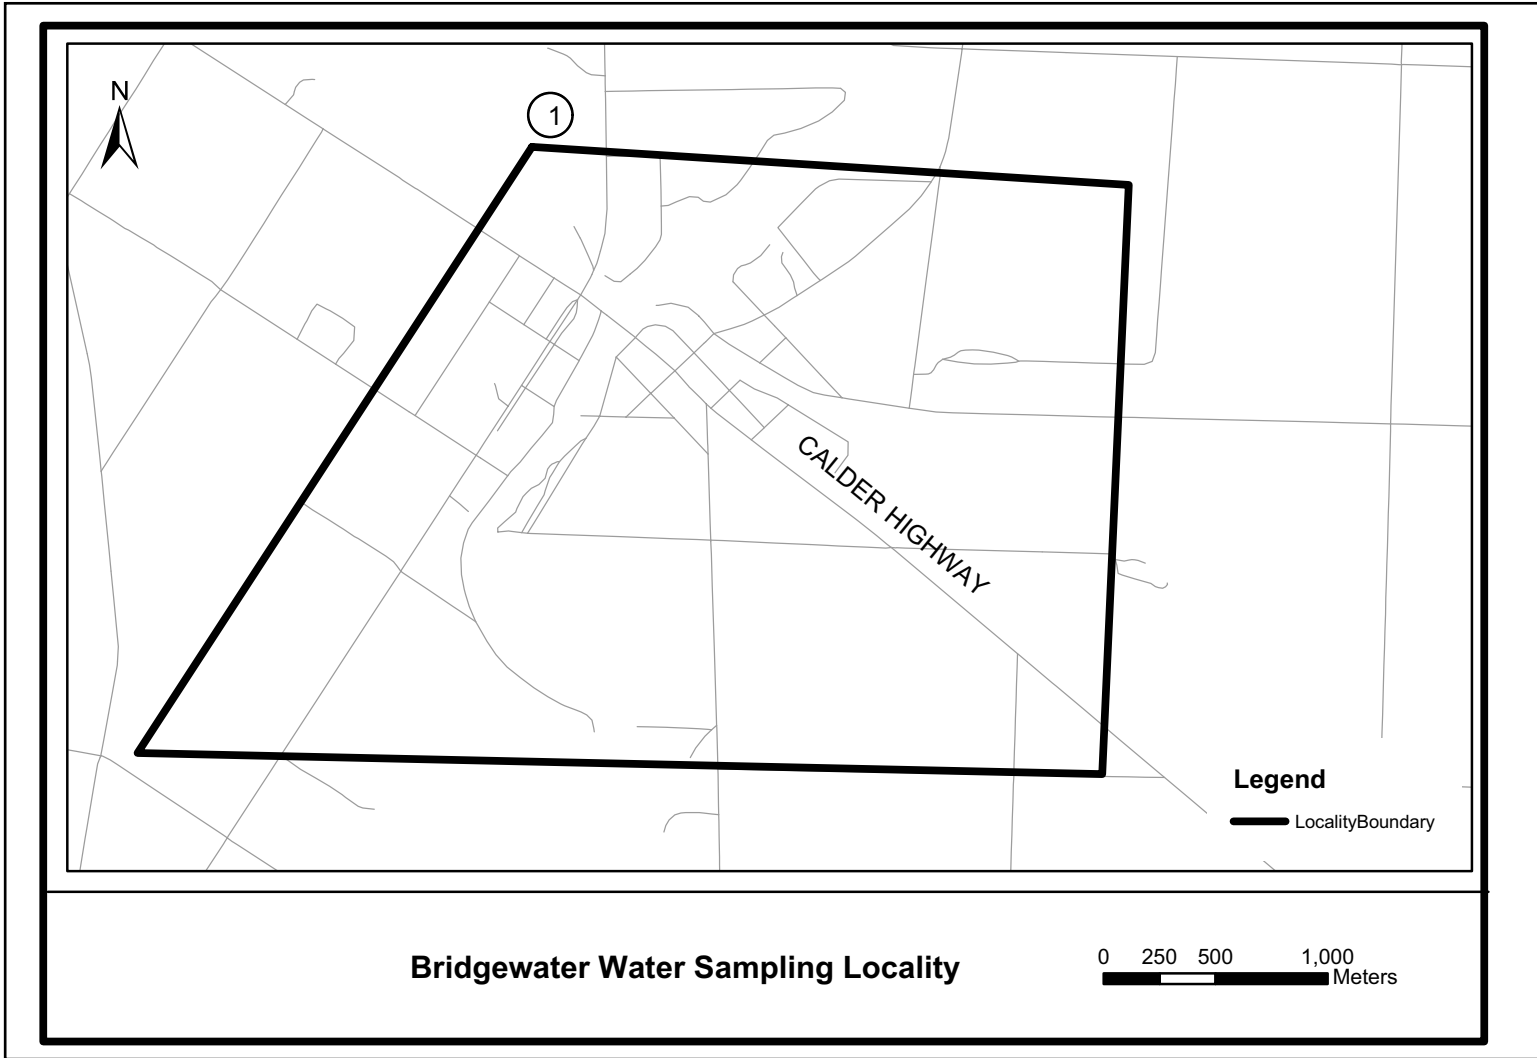 N
1
CALDER HIGHWAY
Legend
LocalityBoundary
Bridgewater Water Sampling Locality
0 250 500 1,000
Meters